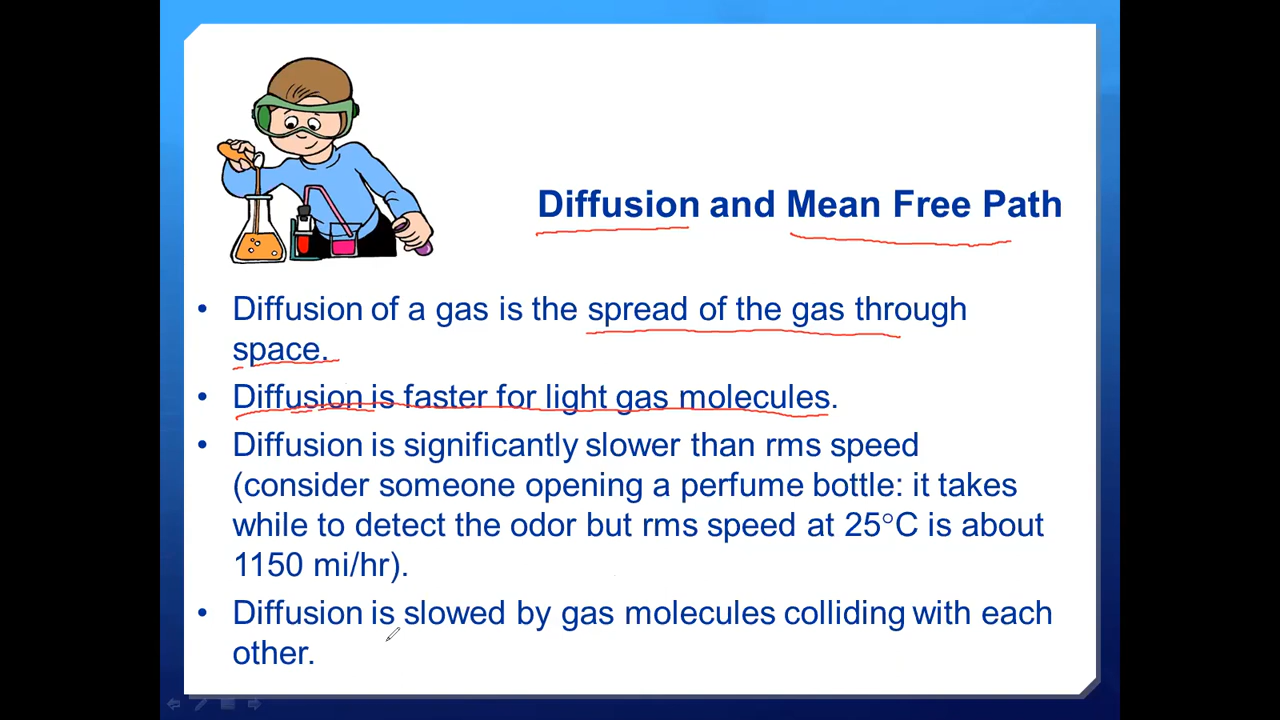 Diffusion and Mean Free Path
• Diffusion of a gas is the spread of the gas through
space.
• Diffusion is faster for light gas molecules.
• Diffusion is significantly slower than rms speed
(consider someone opening a perfume bottle: it takes
while to detect the odor but rms speed at 25°C is about
1150 mi/hr).
• Diffusion is slowed by gas molecules colliding with each
other.